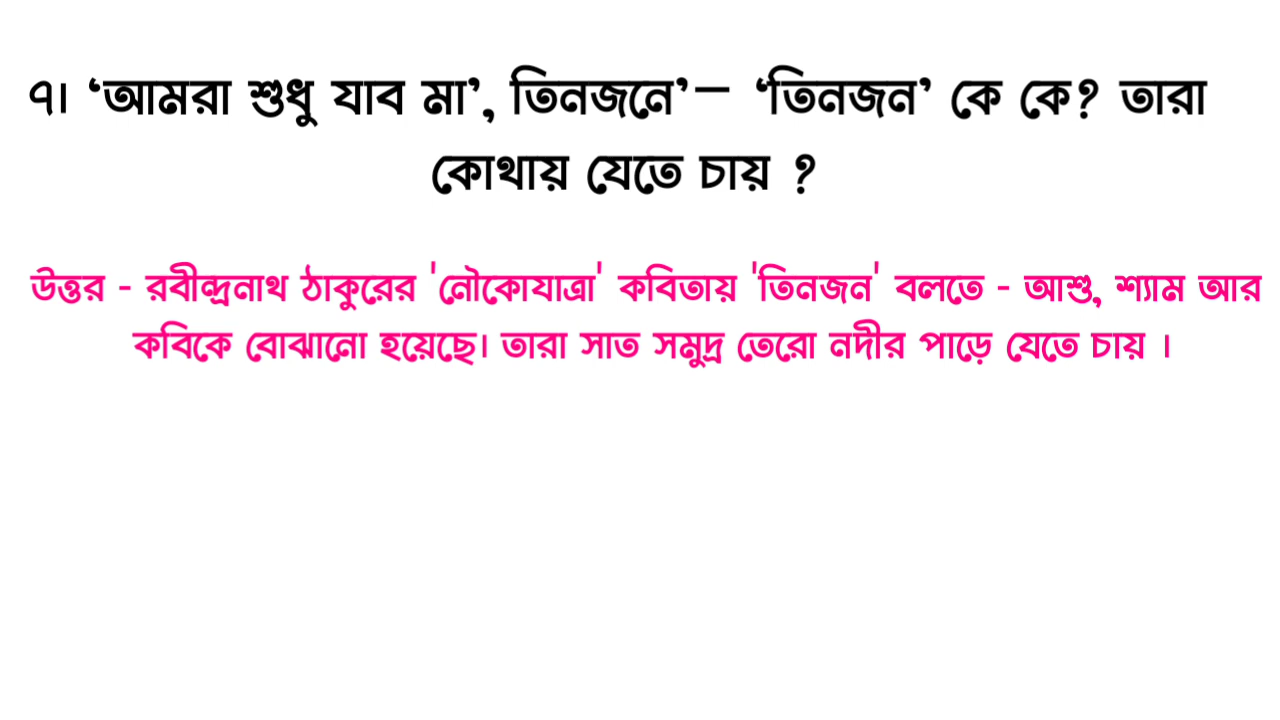 ৭। ‘আমরা শুধু যাব মা’, তিনজনে’— ‘তিনজন’ কে কে? তারা
কোথায় যেতে চায় ?
উত্তর - রবীন্দ্রনাথ ঠাকুরের 'নৌকোযাত্রা' কবিতায় 'তিনজন' বলতে - আশু, শ্যাম আর
কবিকে বোঝানো হয়েছে। তারা সাত সমুদ্র তেরো নদীর পাড়ে যেতে চায় ।